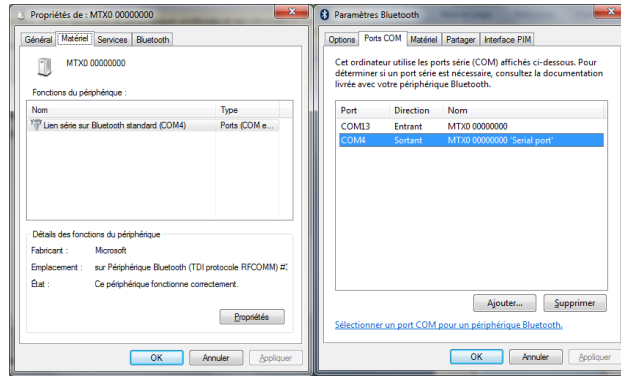 Propriétés de : MTX0 00000000
Général Matériel Services Bluetooth
MTX0 00000000
Fonctions du périphérique :
Nom Type
Lien série sur Bluetooth standard (COM4) Ports (COM e...
Détails des fonctions du périphérique
Fabricant : Microsoft
Emplacement : sur Périphérique Bluetooth (TDI protocole RFCOMM) #:
État : Ce périphérique fonctionne correctement.
Propriétés
OK Annuler Appliquer
Paramètres Bluetooth
Options Ports COM Matériel Partager Interface PIM
Cet ordinateur utilise les ports série (COM) affichés ci-dessous. Pour
déterminer si un port série est nécessaire, consultez la documentation
livrée avec votre périphérique Bluetooth.
Port Direction Nom
COM13 Entrant MTX0 00000000
COM4 Sortant MTX0 00000000 'Serial port'
Ajouter... Supprimer
Sélectionner un port COM pour un périphérique Bluetooth.
OK Annuler Appliquer